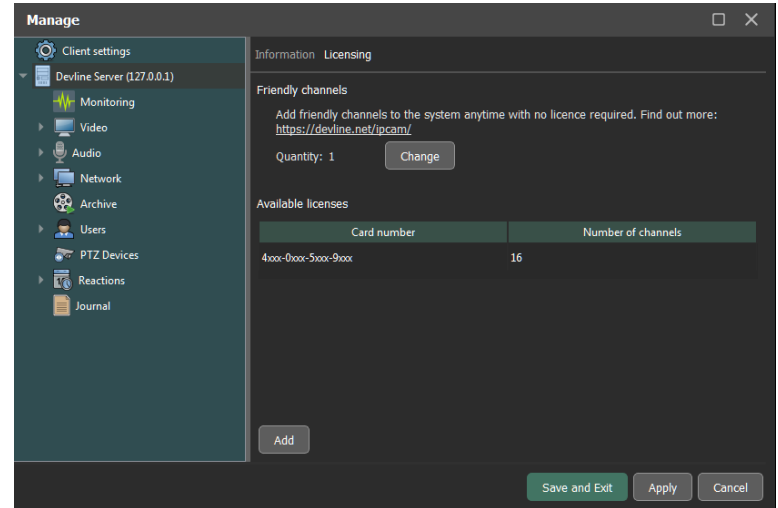 Manage
Client settings
Devline Server (127.0.0.1)
Monitoring
Video
Audio
Network
Archive
Users
PTZ Devices
Reactions
Journal
Information Licensing
Friendly channels
Add friendly channels to the system anytime with no licence required. Find out more:
https://devline.net/ipcam/
Quantity: 1 Change
Available licenses
Card number Number of channels
4xxx-0xxx-5xxx-9xxx 16
Add
Save and Exit Apply Cancel